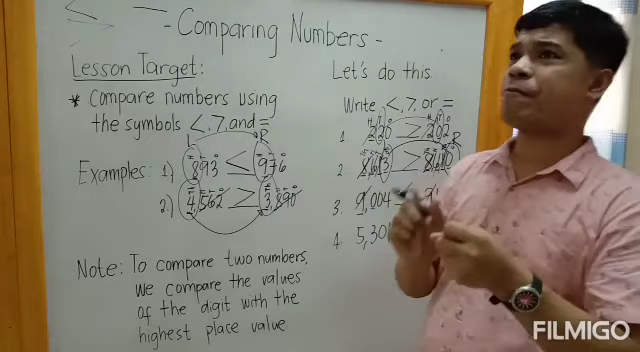 - Comparing Numbers -
Lesson Target:
* Compare numbers using
the symbols <, >, and =
Examples: 1.) 893 < 976
2.) 4,562 > 3,890
Note: To compare two numbers,
we compare the values
of the digit with the
highest place value
Let's do this
Write <, >, or =
1. 230 > 202
2. 8,613 > 8,610
3. 9,004
4. 5,30
FILMIGO